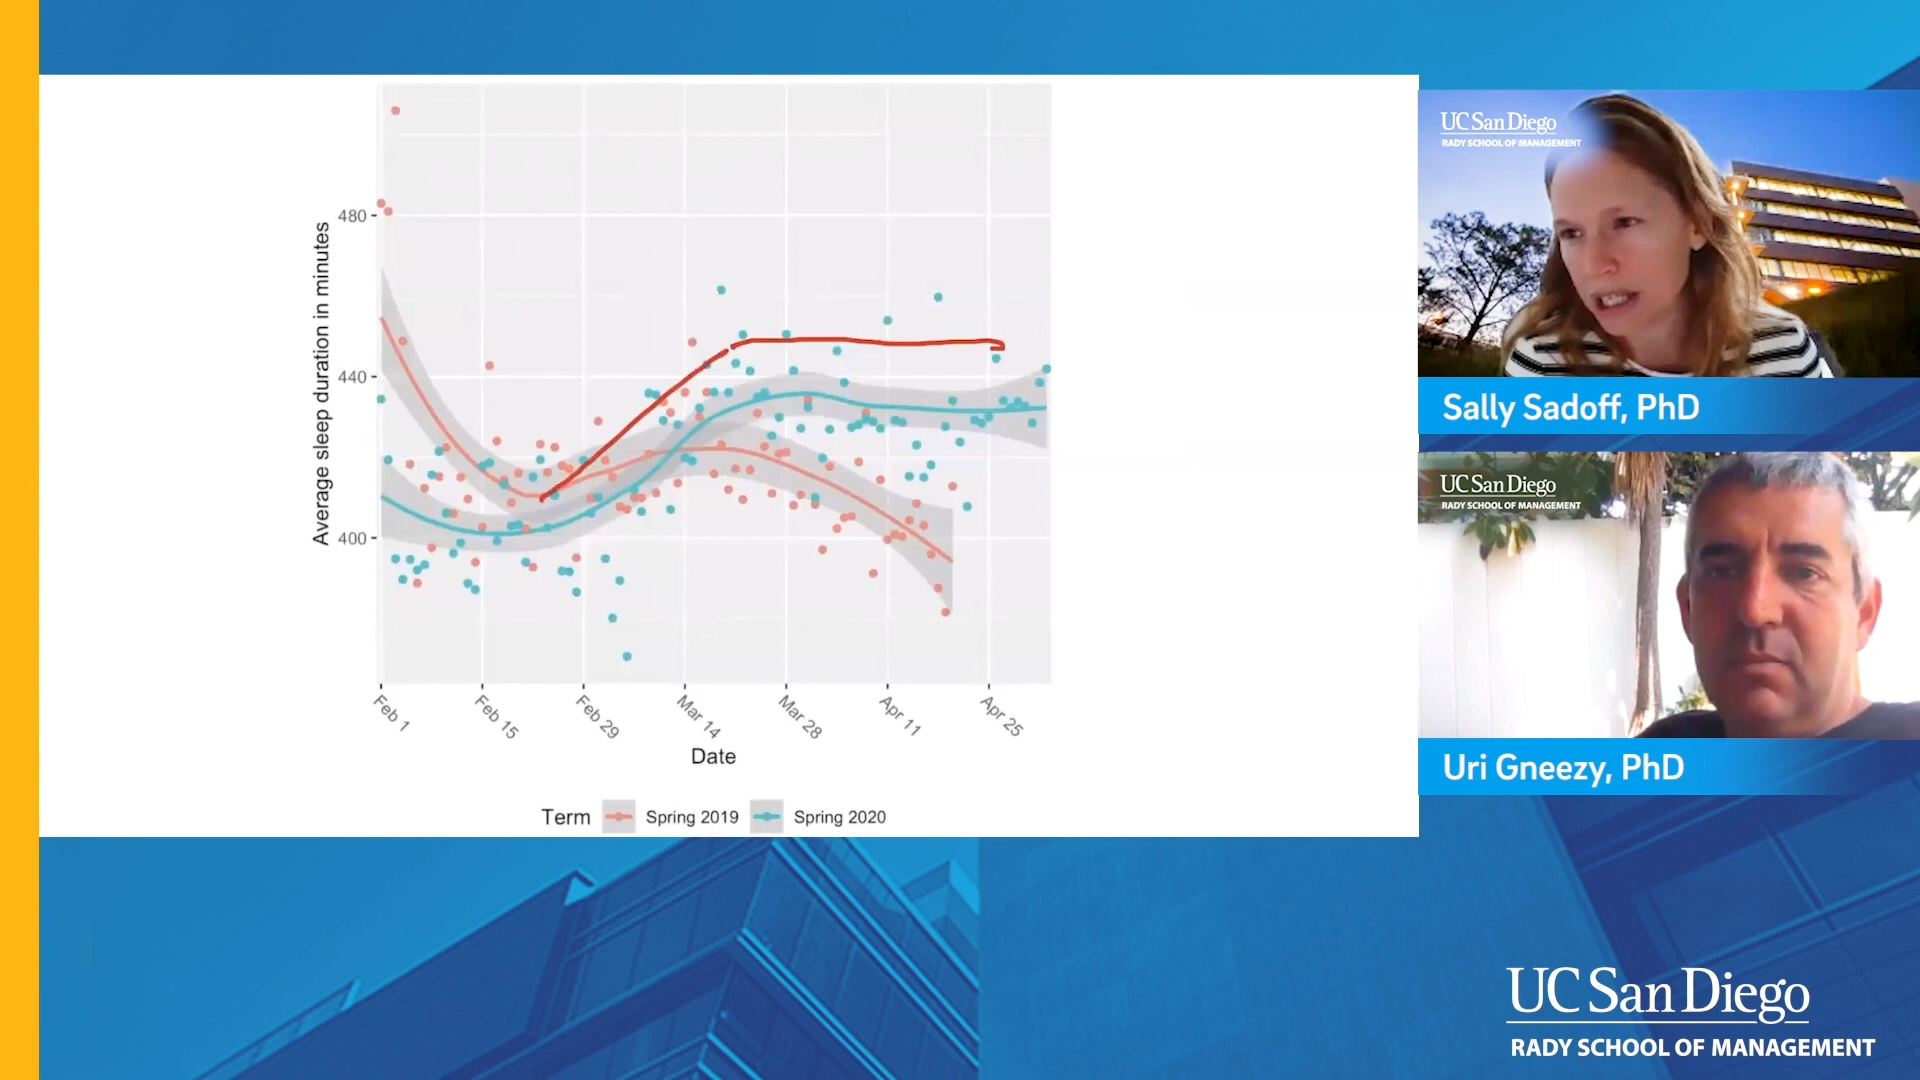 480
440
400
Average sleep duration in minutes
Feb 1
Feb 15
Feb 29
Mar 14
Mar 28
Apr 11
Apr 25
Date
Term Spring 2019 Spring 2020
UC San Diego
RADY SCHOOL OF MANAGEMENT
Sally Sadoff, PhD
UC San Diego
RADY SCHOOL OF MANAGEMENT
Uri Gneezy, PhD
UC San Diego
RADY SCHOOL OF MANAGEMENT